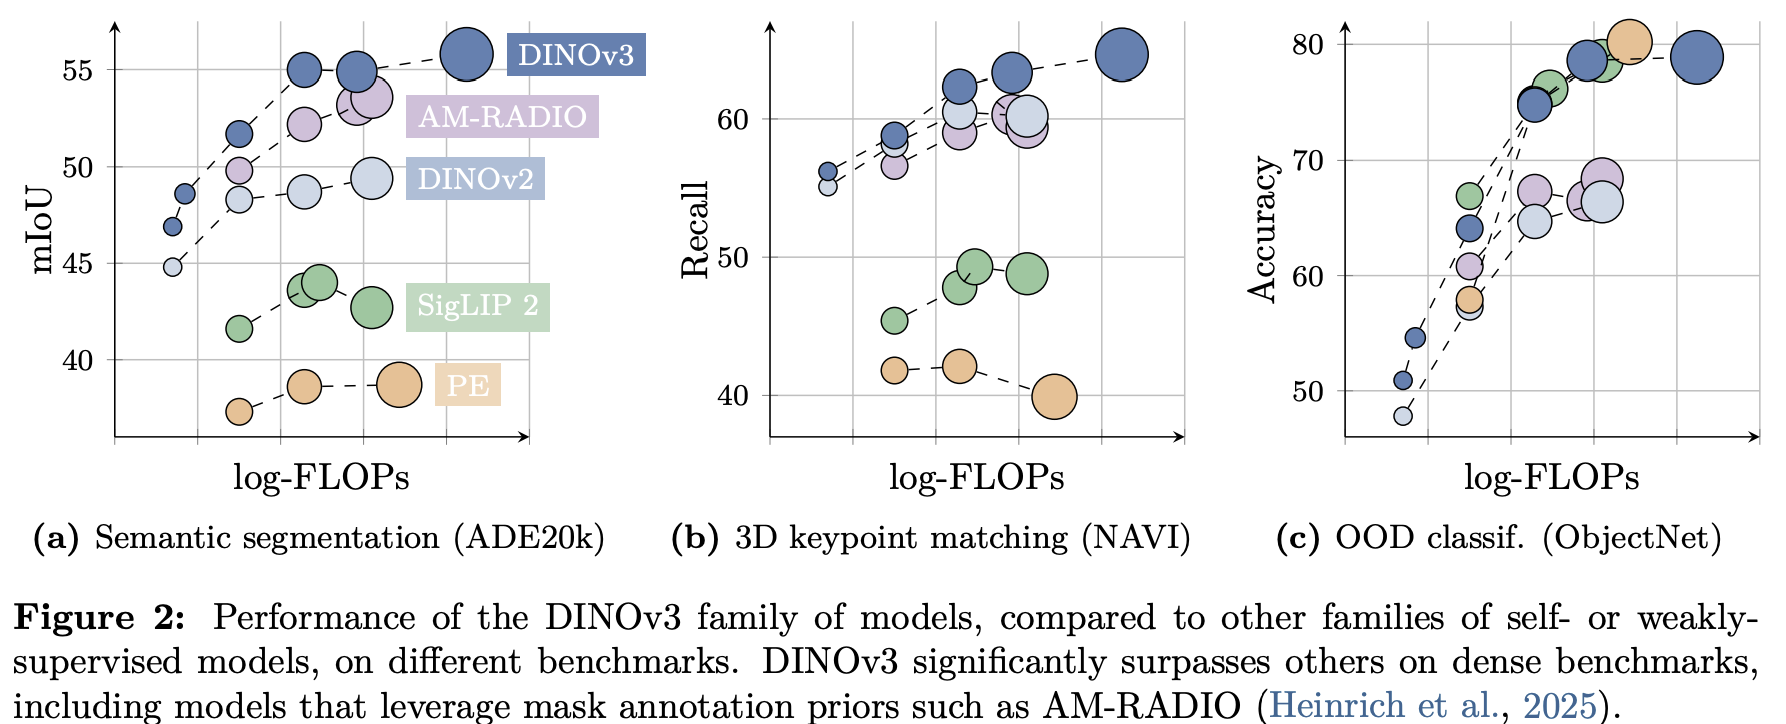 55
50
45
40
mIoU
DINOv3
AM-RADIO
DINOv2
SigLIP 2
PE
log-FLOPs
(a) Semantic segmentation (ADE20k)
60
50
40
Recall
log-FLOPs
(b) 3D keypoint matching (NAVI)
80
70
60
50
Accuracy
log-FLOPs
(c) OOD classif. (ObjectNet)
Figure 2: Performance of the DINOv3 family of models, compared to other families of self- or weakly-
supervised models, on different benchmarks. DINOv3 significantly surpasses others on dense benchmarks,
including models that leverage mask annotation priors such as AM-RADIO (Heinrich et al., 2025).